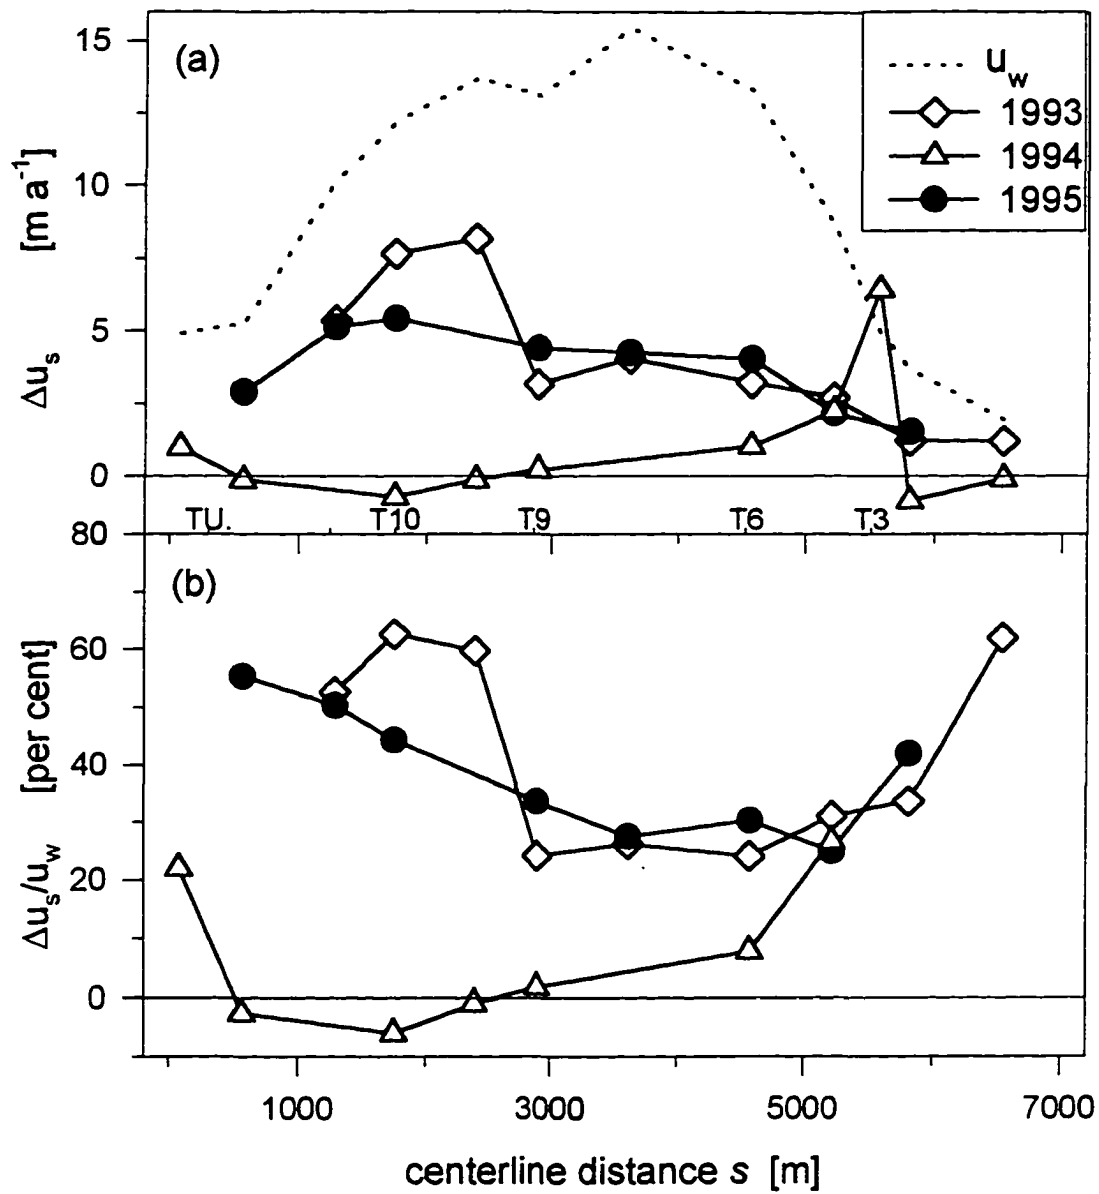 15
(a)
u_w
1993
1994
1995
10
Δu_s [m a⁻¹]
5
0
TU. T10 T9 T6 T3
80
(b)
60
Δu_s/u_w [per cent]
40
20
0
1000 3000 5000 7000
centerline distance s [m]